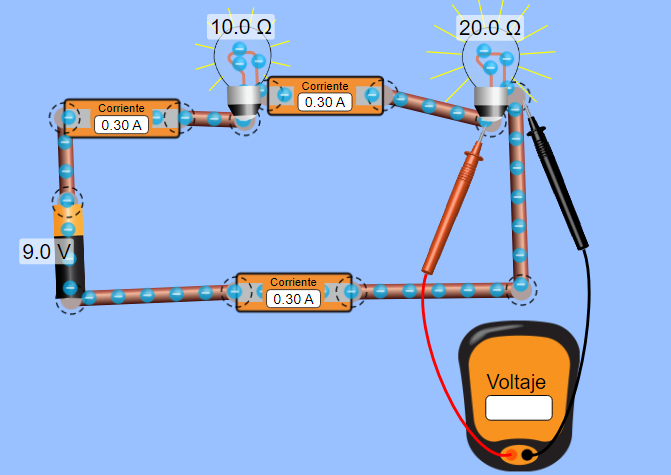 10.0 Ω
20.0 Ω
Corriente
0.30 A
Corriente
0.30 A
9.0 V
Corriente
0.30 A
Voltaje